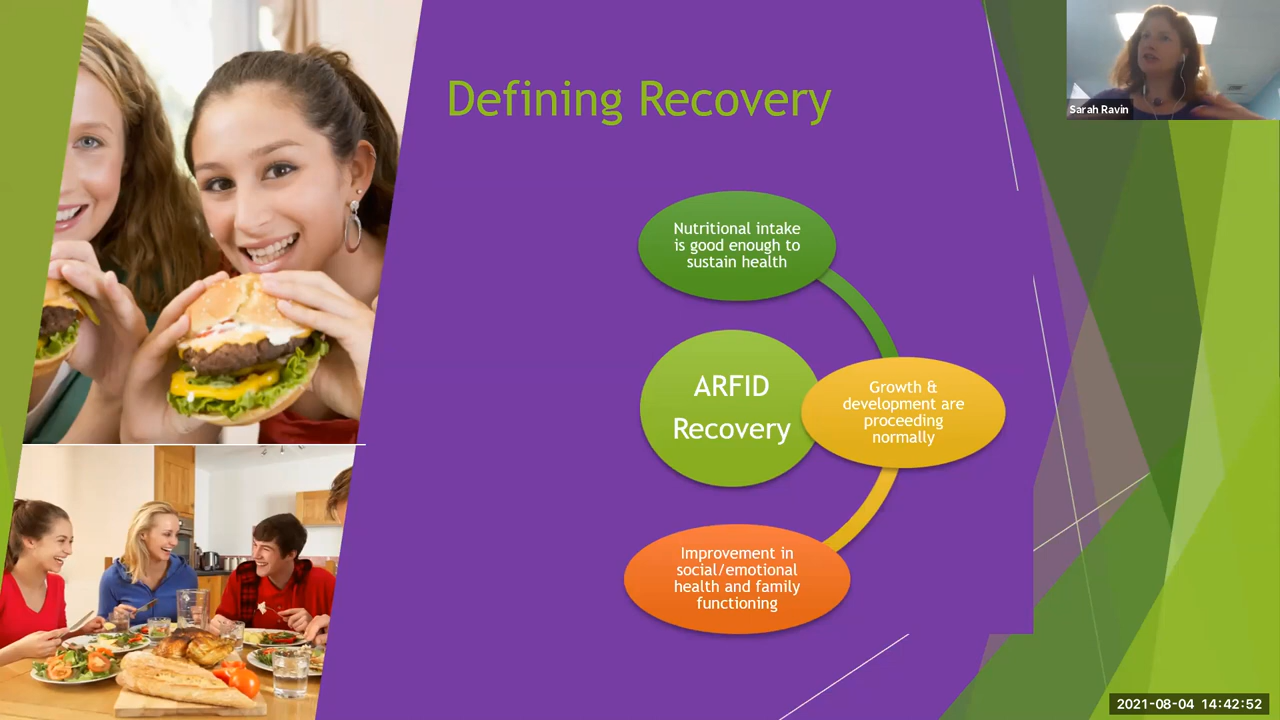 Defining Recovery
Sarah Ravin
Nutritional intake
is good enough to
sustain health
ARFID
Recovery
Growth &
development are
proceeding
normally
Improvement in
social/emotional
health and family
functioning
2021-08-04 14:42:52